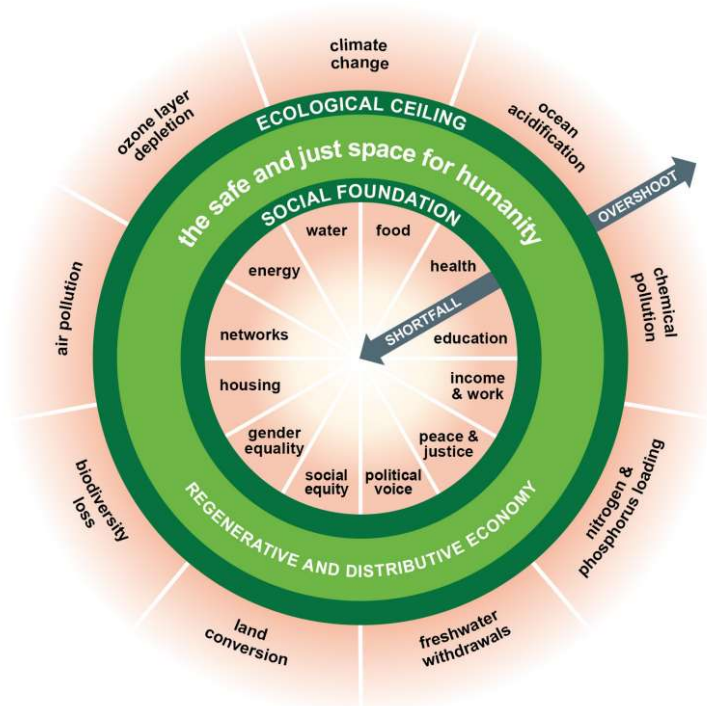 climate
change
ocean
acidification
chemical
pollution
nitrogen &
phosphorus loading
freshwater
withdrawals
land
conversion
biodiversity
loss
air pollution
ozone layer
depletion
ECOLOGICAL CEILING
the safe and just space for humanity
SOCIAL FOUNDATION
OVERSHOOT
SHORTFALL
water
food
health
education
income
& work
peace &
justice
political
voice
social
equity
gender
equality
housing
networks
energy
REGENERATIVE AND DISTRIBUTIVE ECONOMY